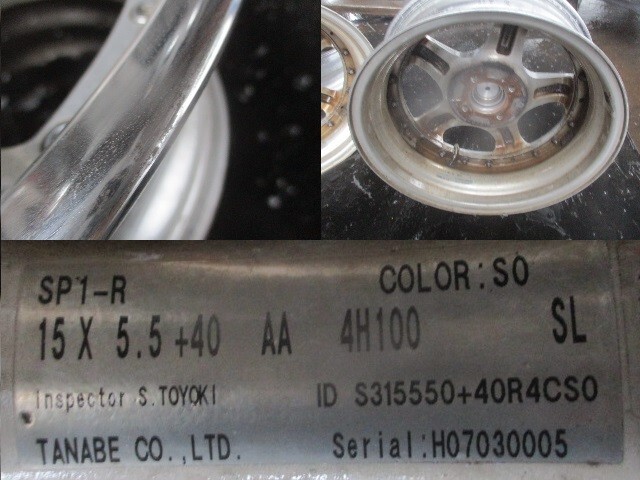 SP1-R COLOR:SO
15 X 5.5 +40 AA 4H100 SL
Inspector S.TOYOKI ID S315550+40R4CSO
TANABE CO.,LTD. Serial:H07030005